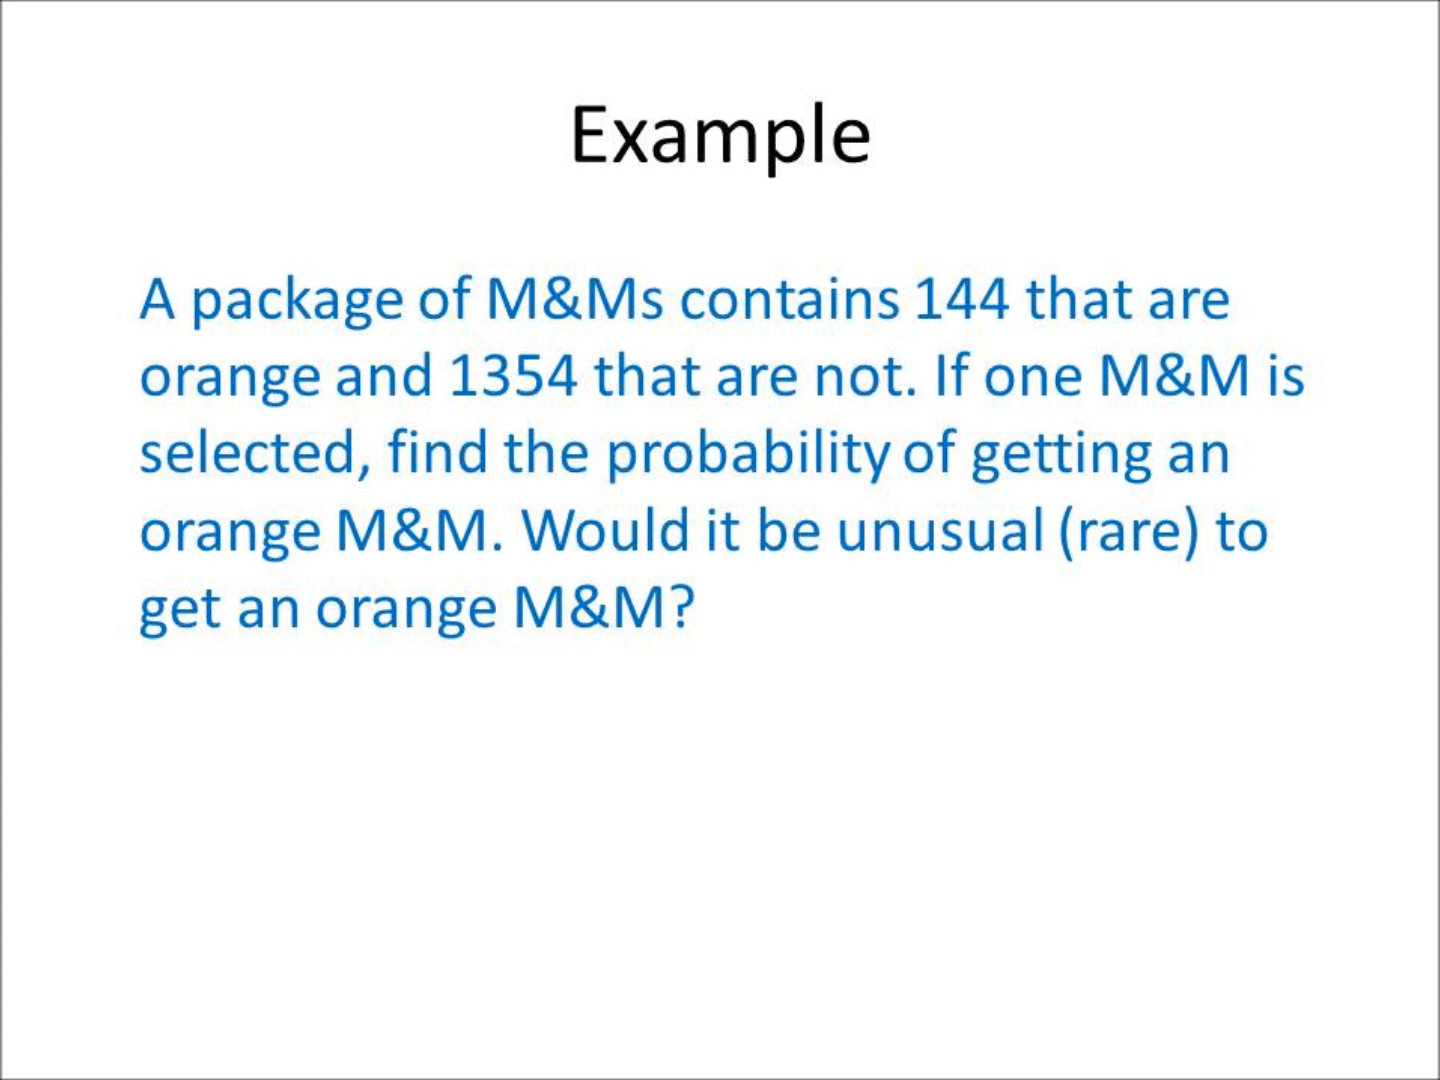 Example
A package of M&Ms contains 144 that are
orange and 1354 that are not. If one M&M is
selected, find the probability of getting an
orange M&M. Would it be unusual (rare) to
get an orange M&M?